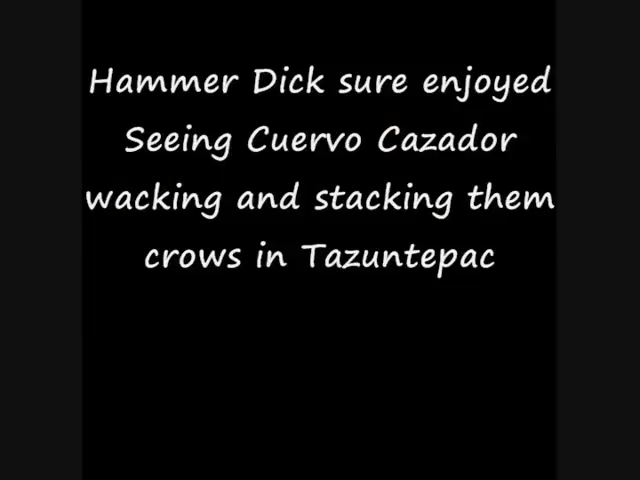 Hammer Dick sure enjoyed
Seeing Cuervo Cazador
wacking and stacking them
crows in Tazuntepac